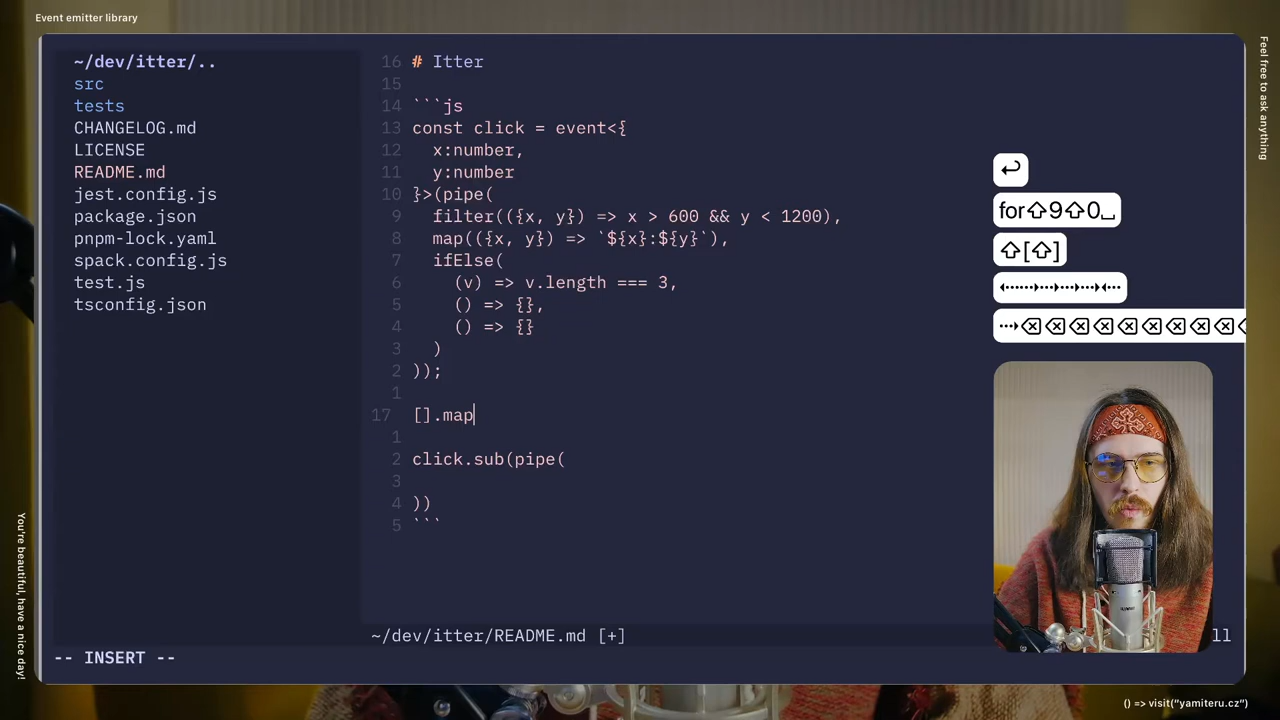 Event emitter library
Feel free to ask anything
~/dev/itter/..
src
tests
CHANGELOG.md
LICENSE
README.md
jest.config.js
package.json
pnpm-lock.yaml
spack.config.js
test.js
tsconfig.json
16 # Itter
15
14 ```js
13 const click = event<{
12   x:number,
11   y:number
10 }>(pipe(
9   filter(({x, y}) => x > 600 && y < 1200),
8   map(({x, y}) => `${x}:${y}`),
7   ifElse(
6     (v) => v.length === 3,
5     () => {},
4     () => {}
3   )
2 ));
1
17 [].map
1
2 click.sub(pipe(
3
4 ))
5 ```
~/dev/itter/README.md [+]
ll
-- INSERT --
↩
for⇧9⇧0⎵
⇧[⇧]
You're beautiful, have a nice day!
() => visit("yamiteru.cz")